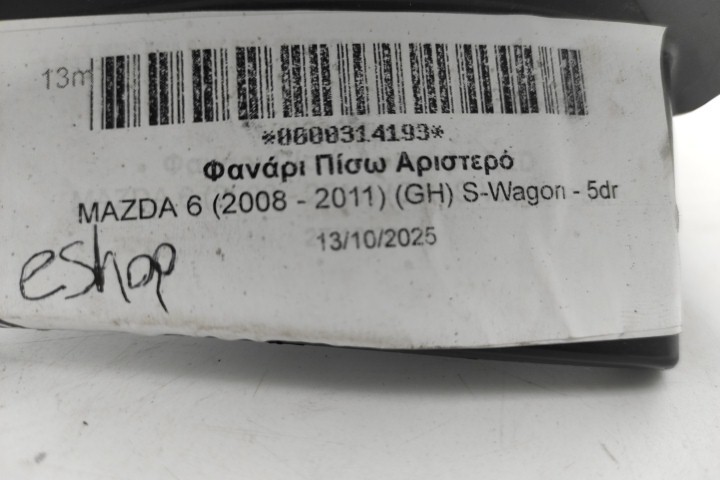 13m
*0600314193*
Φανάρι Πίσω Αριστερό
MAZDA 6 (2008 - 2011) (GH) S-Wagon - 5dr
13/10/2025
eshop